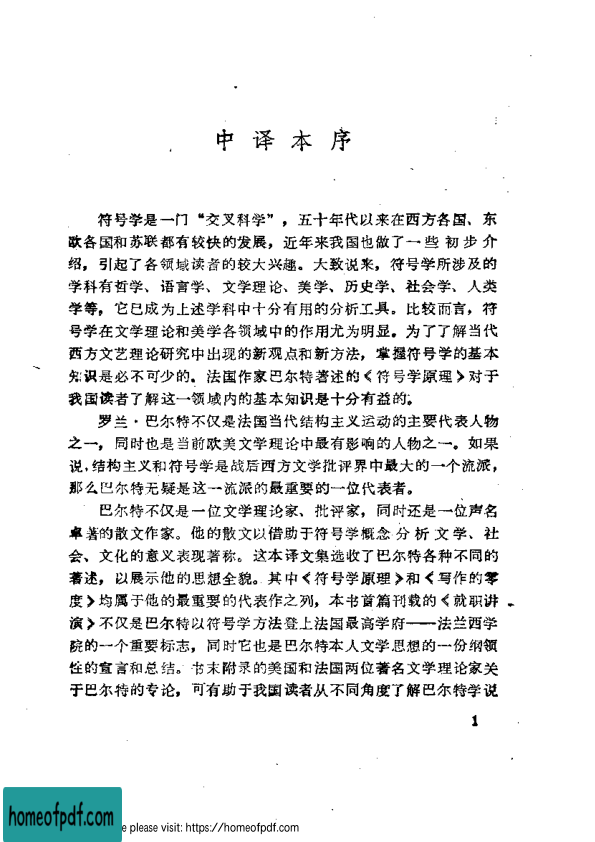 中译本序
符号学是一门“交叉科学”，五十年代以来在西方各国、东
欧各国和苏联都有较快的发展，近年来我国也做了一些初步介
绍，引起了各领域读者的较大兴趣。大致说来，符号学所涉及的
学科有哲学、语言学、文学理论、美学、历史学、社会学、人类
学等，它已成为上述学科中十分有用的分析工具。比较而言，符
号学在文学理论和美学各领域中的作用尤为明显。为了了解当代
西方文艺理论研究中出现的新观点和新方法，掌握符号学的基本
知识是必不可少的。法国作家巴尔特著述的《符号学原理》对于
我国读者了解这一领域内的基本知识是十分有益的。
罗兰·巴尔特不仅是法国当代结构主义运动的主要代表人物
之一，同时也是当前欧美文学理论中最有影响的人物之一。如果
说，结构主义和符号学是战后西方文学批评界中最大的一个流派，
那么巴尔特无疑是这一流派的最重要的一位代表者。
巴尔特不仅是一位文学理论家、批评家，同时还是一位声名
卓著的散文作家。他的散文以借助于符号学概念分析文学、社
会、文化的意义表现著称。这本译文集选收了巴尔特各种不同的
著述，以展示他的思想全貌。其中《符号学原理》和《写作的零
度》均属于他的最重要的代表作之列，本书首篇刊载的《就职讲
演》不仅是巴尔特以符号学方法登上法国最高学府——法兰西学
院的一个重要标志，同时它也是巴尔特本人文学思想的一份纲领
性的宣言和总结。书末附录的美国和法国两位著名文学理论家关
于巴尔特的专论，可有助于我国读者从不同角度了解巴尔特学说
1
homeofpdf.com
e please visit: https://homeofpdf.com